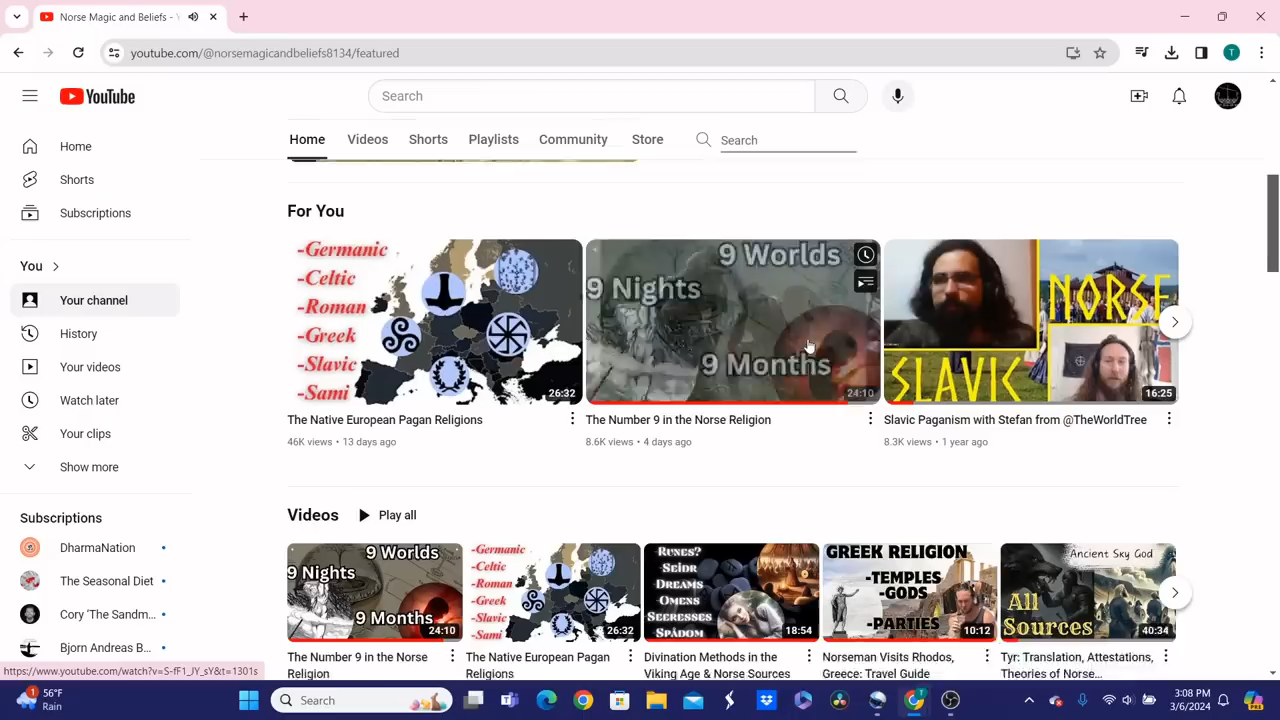 Norse Magic and Beliefs -
youtube.com/@norsemagicandbeliefs8134/featured
T
YouTube
Search
Home
Videos
Shorts
Playlists
Community
Store
Search
Home
Shorts
Subscriptions
You
Your channel
History
Your videos
Watch later
Your clips
Show more
Subscriptions
DharmaNation
The Seasonal Diet
Cory 'The Sandm...
Bjorn Andreas B...
For You
-Germanic
-Celtic
-Roman
-Greek
-Slavic
-Sami
26:32
The Native European Pagan Religions
46K views • 13 days ago
9 Worlds
9 Nights
9 Months
24:10
The Number 9 in the Norse Religion
8.6K views • 4 days ago
NORSE
SLAVIC
16:25
Slavic Paganism with Stefan from @TheWorldTree
8.3K views • 1 year ago
Videos
Play all
9 Worlds
9 Nights
9 Months
24:10
The Number 9 in the Norse
Religion
-Germanic
-Celtic
-Roman
-Greek
-Slavic
-Sami
26:32
The Native European Pagan
Religions
RUNES?
SEIÐR
DREAMS
OMENS
SEERESSES
SPÁDOM
18:54
Divination Methods in the
Viking Age & Norse Sources
GREEK RELIGION
-TEMPLES
-GODS
-PARTIES
10:12
Norseman Visits Rhodos,
Greece: Travel Guide
Ancient Sky God
All
Sources
40:34
Tyr: Translation, Attestations,
Theories of Norse...
https://www.youtube.com/watch?v=S-fF1_JY_sY&t=1301s
1
56°F
Rain
Search
T
3:08 PM
3/6/2024